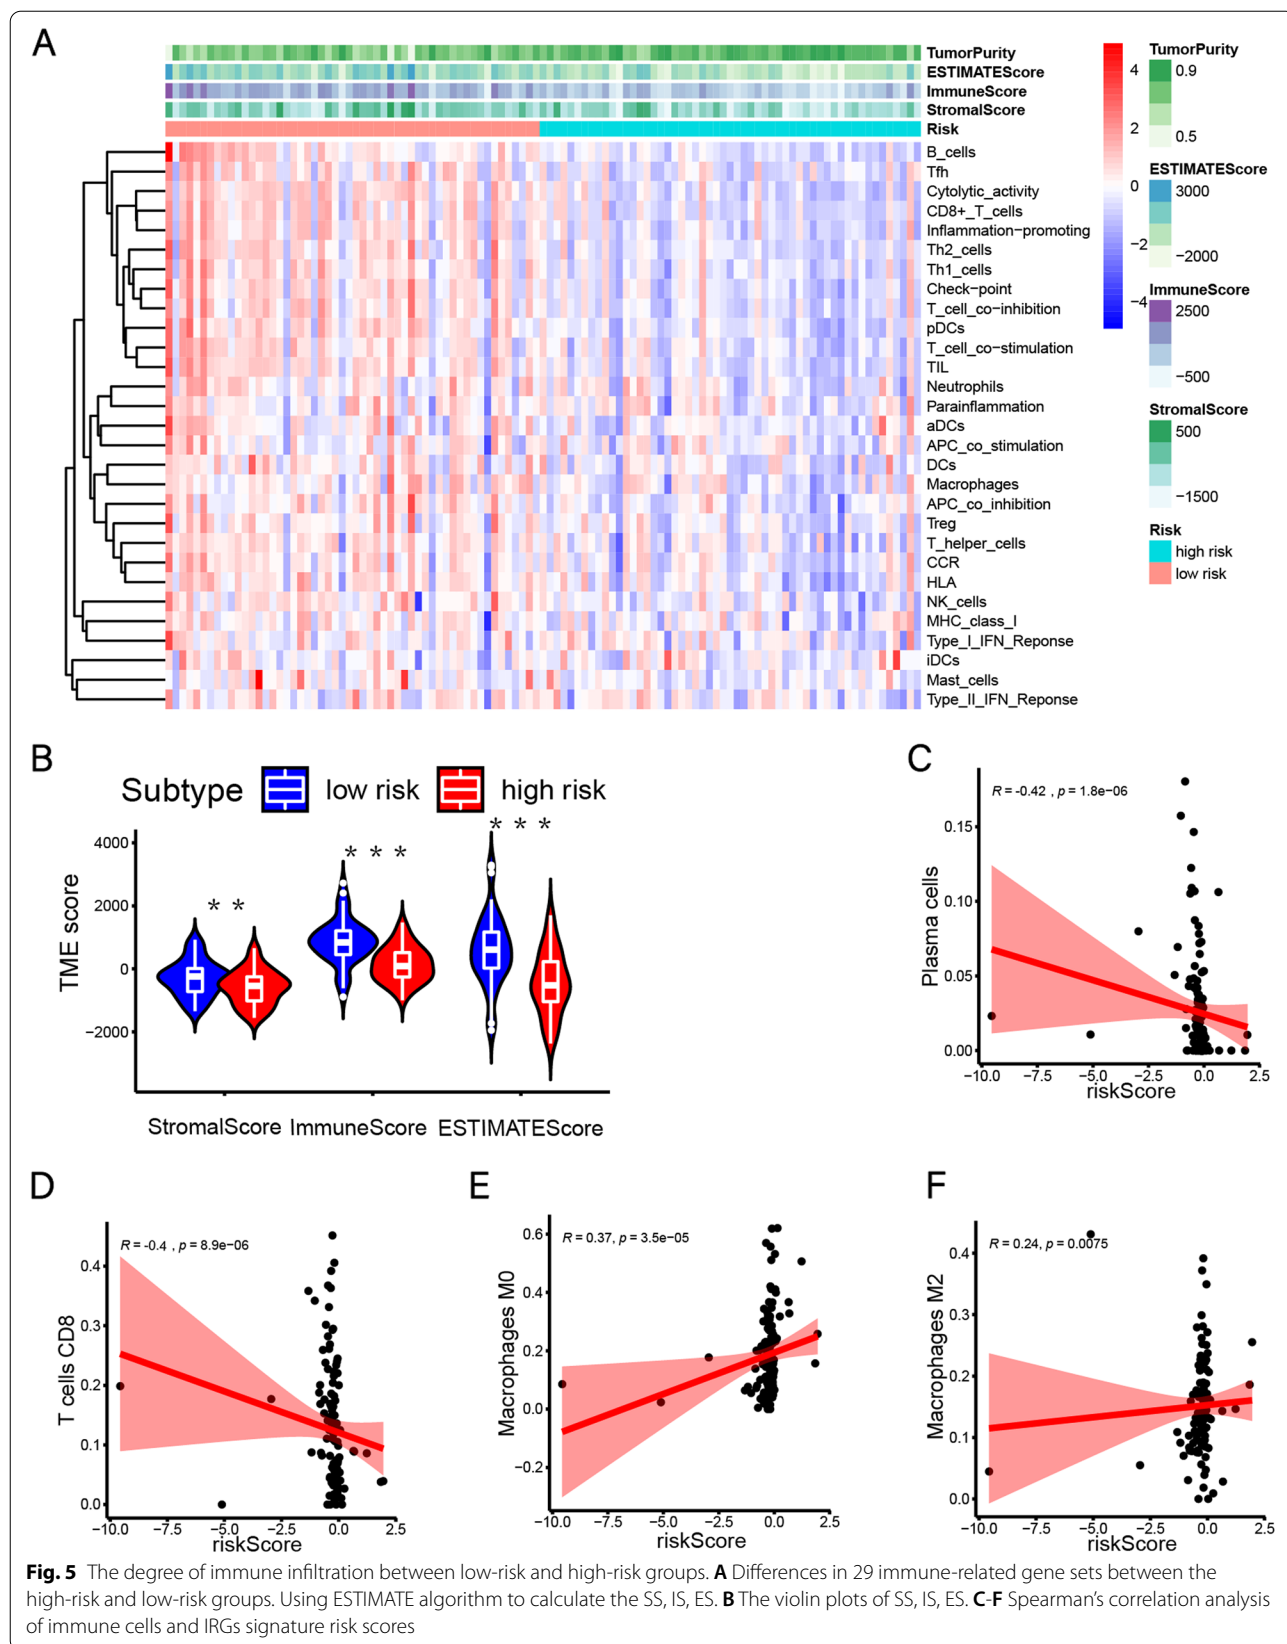 A
TumorPurity
ESTIMATEScore
ImmuneScore
StromalScore
Risk
B_cells
Tfh
Cytolytic_activity
CD8+_T_cells
Inflammation−promoting
Th2_cells
Th1_cells
Check−point
T_cell_co−inhibition
pDCs
T_cell_co−stimulation
TIL
Neutrophils
Parainflammation
aDCs
APC_co_stimulation
DCs
Macrophages
APC_co_inhibition
Treg
T_helper_cells
CCR
HLA
NK_cells
MHC_class_I
Type_I_IFN_Reponse
iDCs
Mast_cells
Type_II_IFN_Reponse
4
2
0
−2
−4
TumorPurity
0.9
0.5
ESTIMATEScore
3000
−2000
ImmuneScore
2500
−500
StromalScore
500
−1500
Risk
high risk
low risk
B
Subtype low risk high risk
TME score
4000
2000
0
−2000
* *
* * *
* * *
StromalScore ImmuneScore ESTIMATEScore
C
R = -0.42 , p = 1.8e−06
Plasma cells
0.15
0.10
0.05
0.00
−10.0 −7.5 −5.0 −2.5 0.0 2.5
riskScore
D
R = -0.4 , p = 8.9e−06
T cells CD8
0.4
0.3
0.2
0.1
0.0
−10.0 −7.5 −5.0 −2.5 0.0 2.5
riskScore
E
R = 0.37, p = 3.5e−05
Macrophages M0
0.6
0.4
0.2
0.0
−0.2
−10.0 −7.5 −5.0 −2.5 0.0 2.5
riskScore
F
R = 0.24, p = 0.0075
Macrophages M2
0.4
0.3
0.2
0.1
0.0
−10.0 −7.5 −5.0 −2.5 0.0 2.5
riskScore
Fig. 5 The degree of immune infiltration between low-risk and high-risk groups. A Differences in 29 immune-related gene sets between the
high-risk and low-risk groups. Using ESTIMATE algorithm to calculate the SS, IS, ES. B The violin plots of SS, IS, ES. C-F Spearman's correlation analysis
of immune cells and IRGs signature risk scores